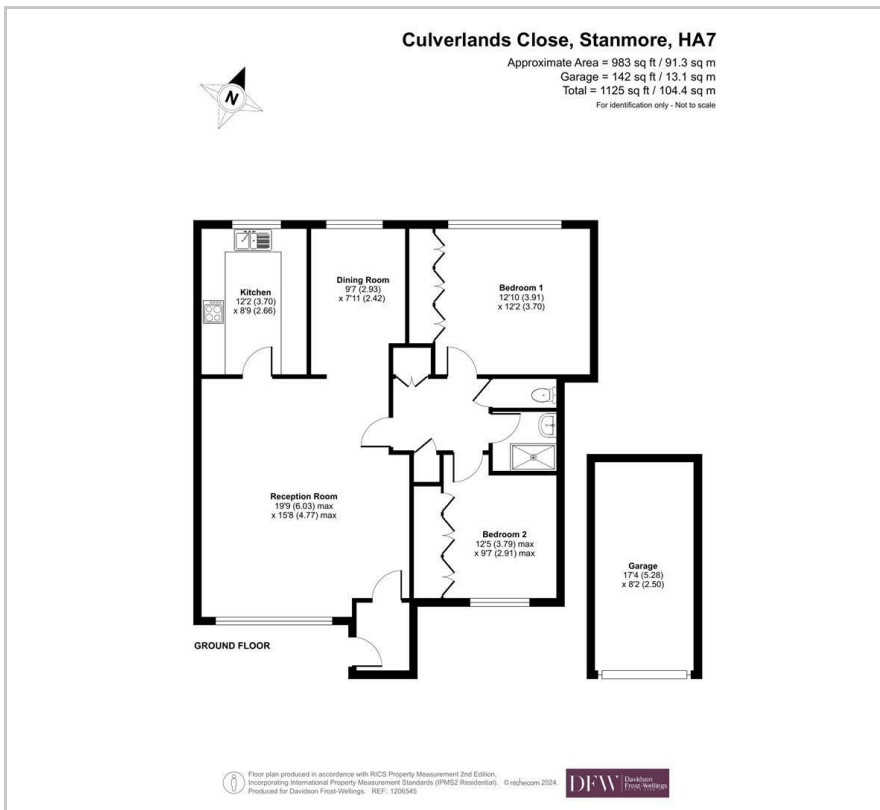 Culverlands Close, Stanmore, HA7
Approximate Area = 983 sq ft / 91.3 sq m
Garage = 142 sq ft / 13.1 sq m
Total = 1125 sq ft / 104.4 sq m
For identification only - Not to scale
N
Kitchen
12'2 (3.70)
x 8'9 (2.66)
Dining Room
9'7 (2.93)
x 7'11 (2.42)
Bedroom 1
12'10 (3.91)
x 12'2 (3.70)
Reception Room
19'9 (6.03) max
x 15'8 (4.77) max
Bedroom 2
12'5 (3.79) max
x 9'7 (2.91) max
Garage
17'4 (5.28)
x 8'2 (2.50)
GROUND FLOOR
Floor plan produced in accordance with RICS Property Measurement 2nd Edition,
Incorporating International Property Measurement Standards (IPMS2 Residential). © nichecom 2024.
Produced for Davidson Frost-Wellings. REF: 1206545
DFW
Davidson
Frost-Wellings